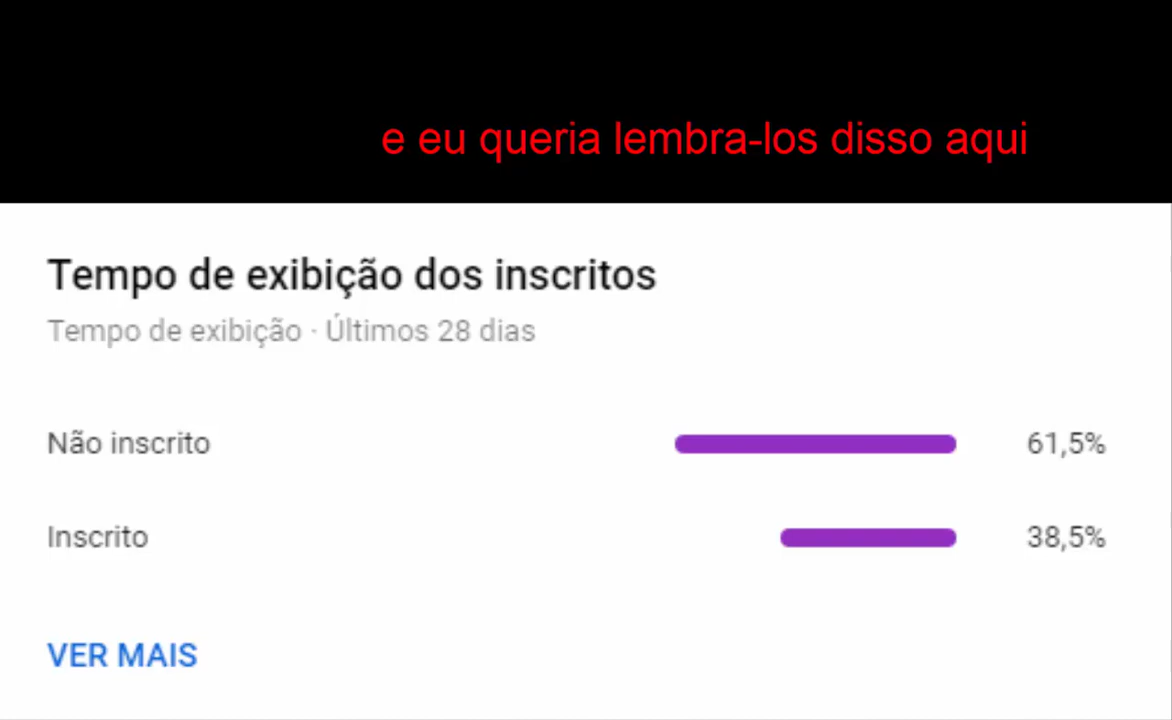 e eu queria lembra-los disso aqui
Tempo de exibição dos inscritos
Tempo de exibição · Últimos 28 dias
Não inscrito 61,5%
Inscrito 38,5%
VER MAIS